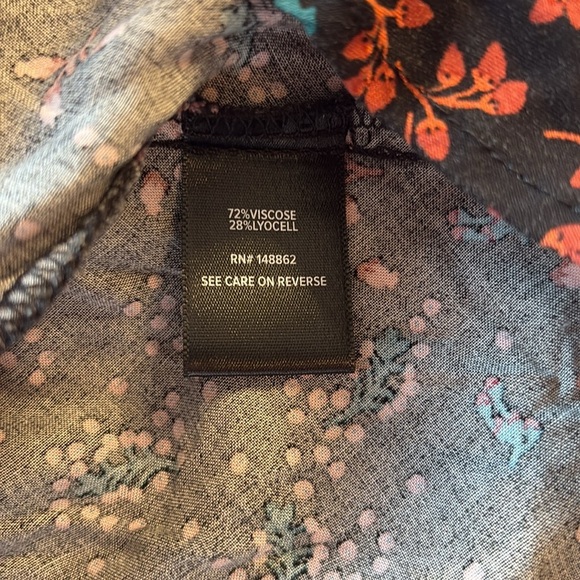 72%VISCOSE
28%LYOCELL
RN# 148862
SEE CARE ON REVERSE